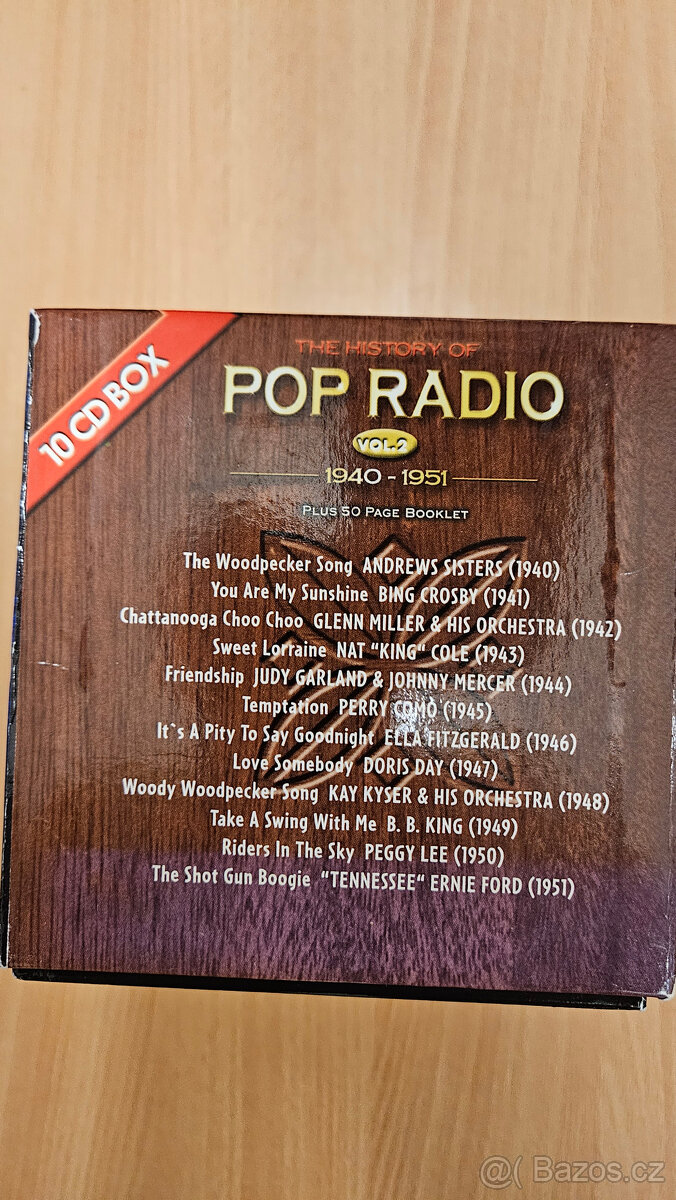 10 CD BOX
THE HISTORY OF
POP RADIO
VOL.2
1940 - 1951
PLUS 50 PAGE BOOKLET
The Woodpecker Song ANDREWS SISTERS (1940)
You Are My Sunshine BING CROSBY (1941)
Chattanooga Choo Choo GLENN MILLER & HIS ORCHESTRA (1942)
Sweet Lorraine NAT "KING" COLE (1943)
Friendship JUDY GARLAND & JOHNNY MERCER (1944)
Temptation PERRY COMO (1945)
It`s A Pity To Say Goodnight ELLA FITZGERALD (1946)
Love Somebody DORIS DAY (1947)
Woody Woodpecker Song KAY KYSER & HIS ORCHESTRA (1948)
Take A Swing With Me B. B. KING (1949)
Riders In The Sky PEGGY LEE (1950)
The Shot Gun Boogie "TENNESSEE" ERNIE FORD (1951)
@( Bazos.cz